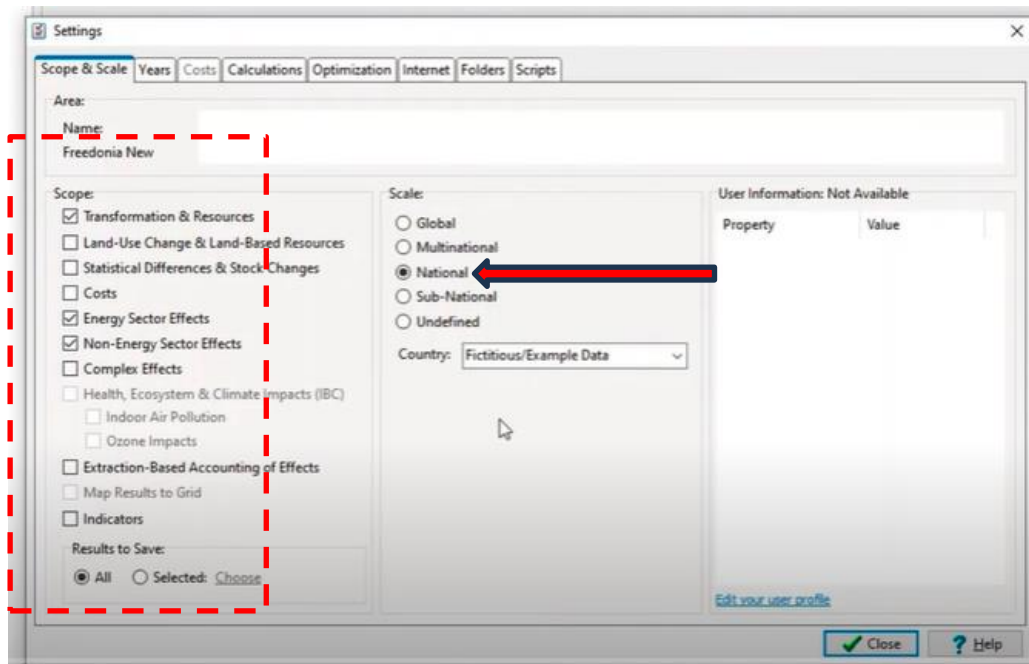 Settings
Scope & Scale Years Costs Calculations Optimization Internet Folders Scripts
Area:
Name:
Freedonia New
Scope:
Transformation & Resources
Land-Use Change & Land-Based Resources
Statistical Differences & Stock Changes
Costs
Energy Sector Effects
Non-Energy Sector Effects
Complex Effects
Health, Ecosystem & Climate Impacts (IBC)
Indoor Air Pollution
Ozone Impacts
Extraction-Based Accounting of Effects
Map Results to Grid
Indicators
Results to Save:
All Selected: Choose
Scale:
Global
Multinational
National
Sub-National
Undefined
Country: Fictitious/Example Data
User Information: Not Available
Property Value
Edit your user profile
Close ? Help